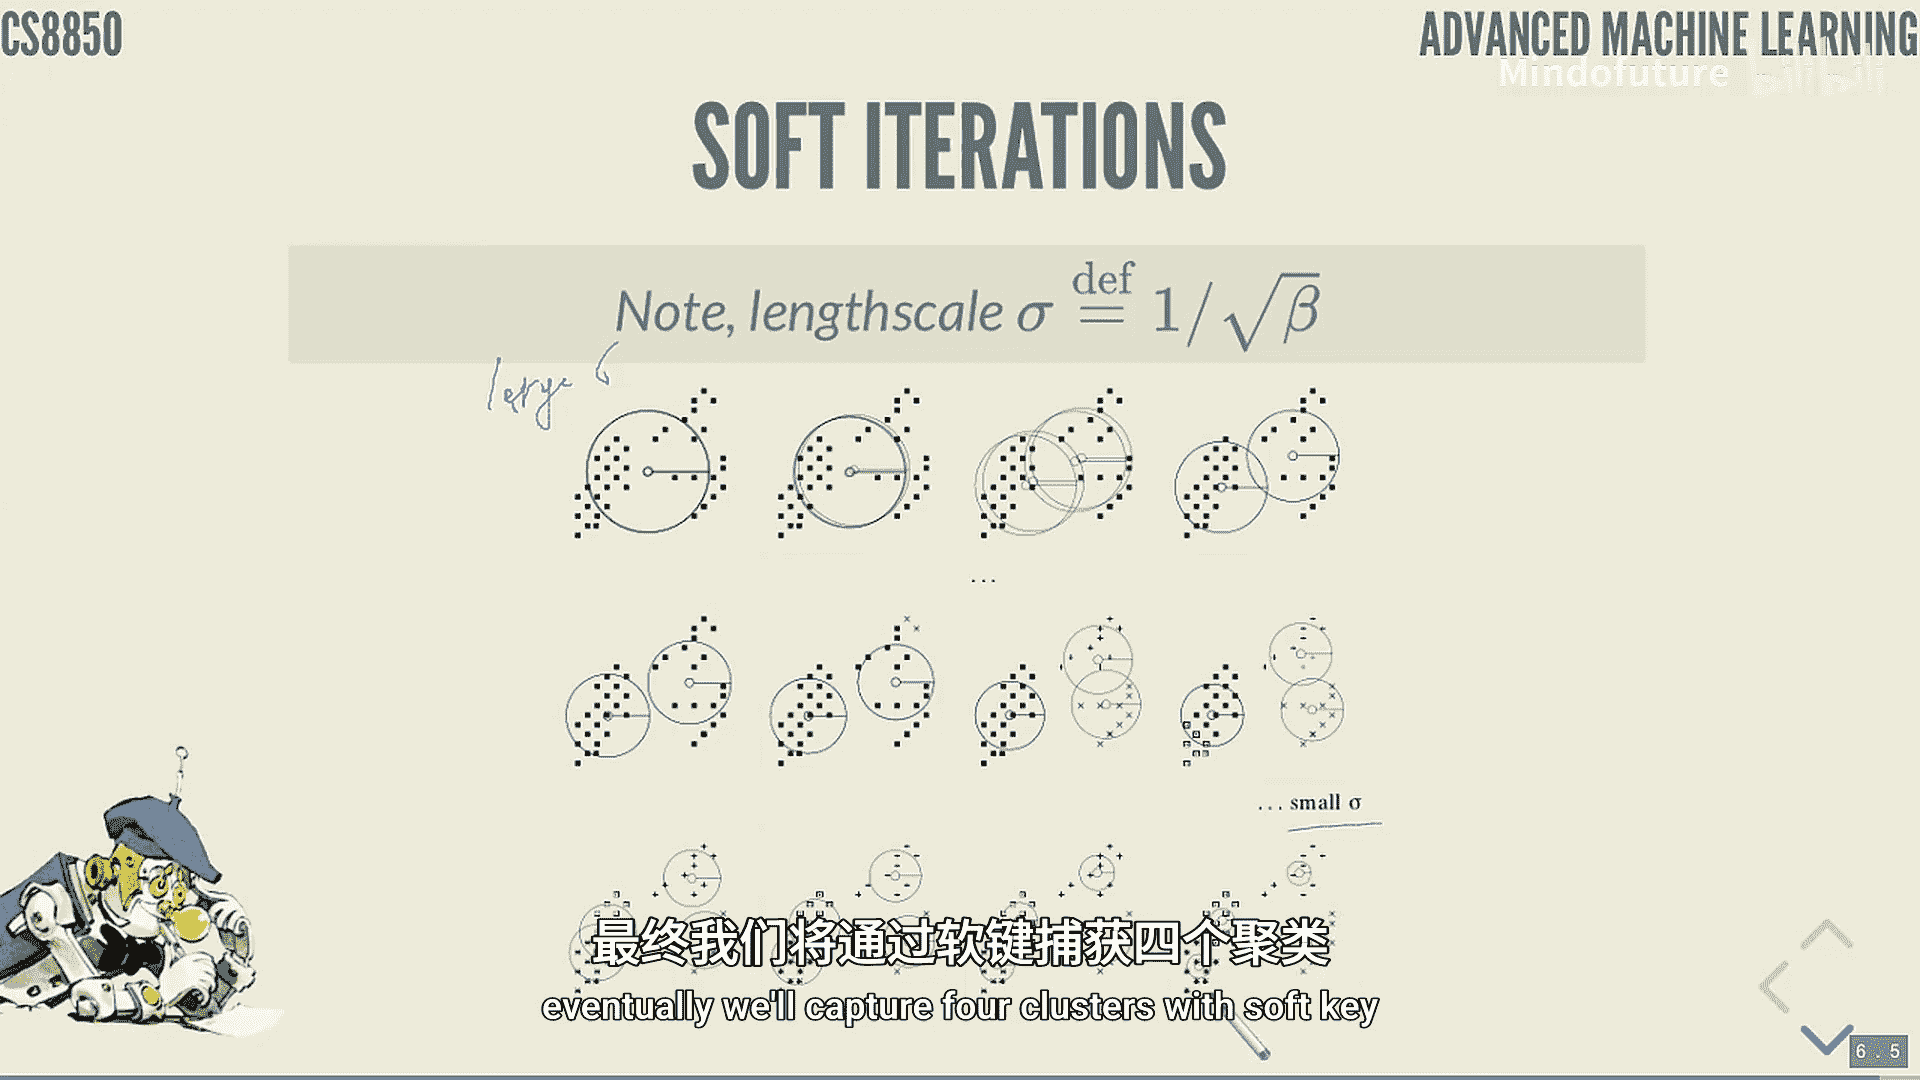 CS8850
ADVANCED MACHINE LEARNING
Mindofuture bilibili
SOFT ITERATIONS
Note, lengthscale σ def= 1/√β
large σ
...
... small σ
最终我们将通过软键捕获四个聚类
eventually we'll capture four clusters with soft key
6.5